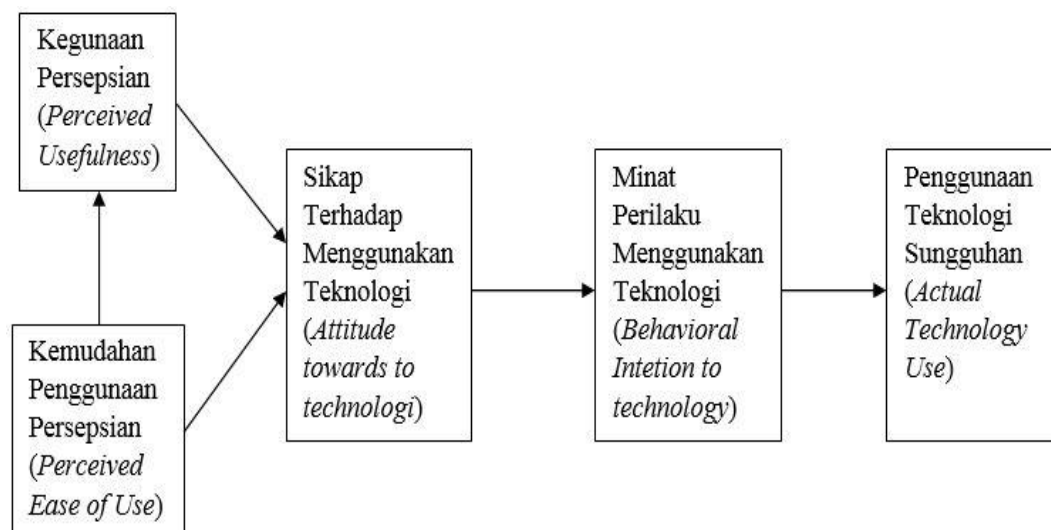 Kegunaan
Persepsian
(Perceived
Usefulness)
Kemudahan
Penggunaan
Persepsian
(Perceived
Ease of Use)
Sikap
Terhadap
Menggunakan
Teknologi
(Attitude
towards to
technologi)
Minat
Perilaku
Menggunakan
Teknologi
(Behavioral
Intetion to
technology)
Penggunaan
Teknologi
Sungguhan
(Actual
Technology
Use)